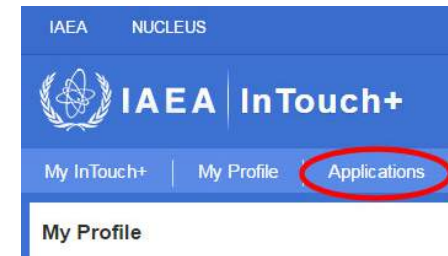 IAEA NUCLEUS
IAEA InTouch+
My InTouch+ My Profile Applications
My Profile